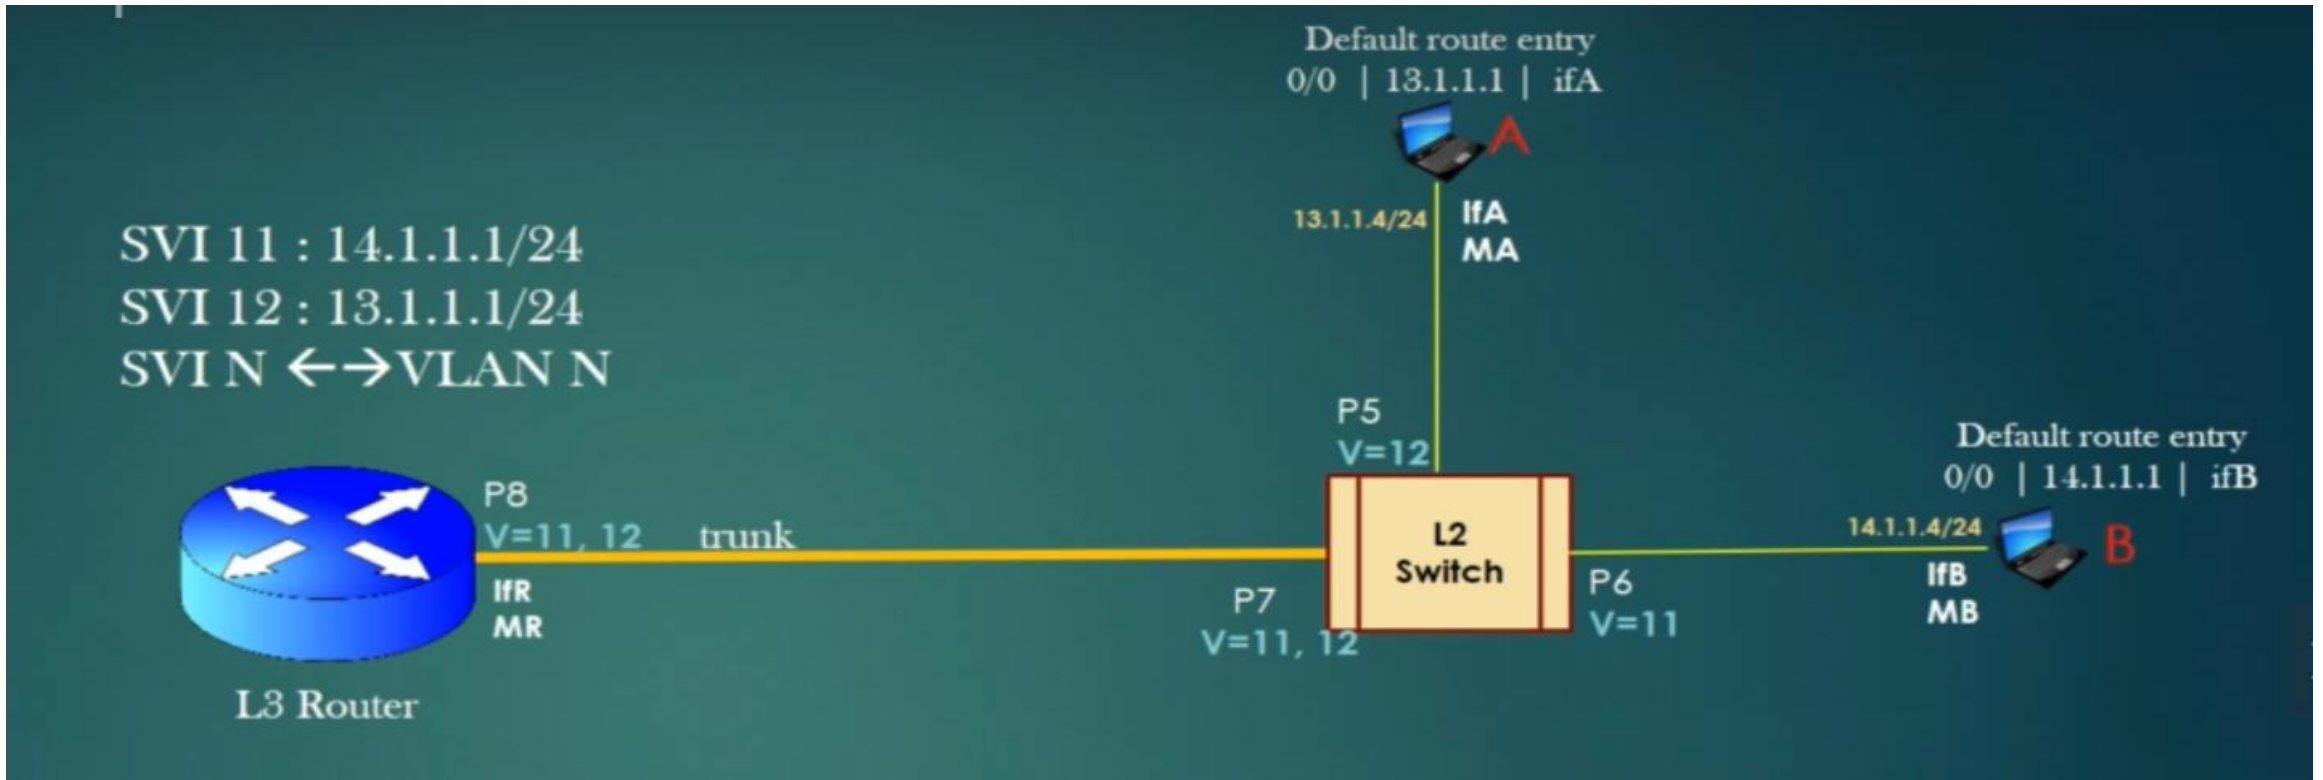 Default route entry
0/0 | 13.1.1.1 | ifA
A
13.1.1.4/24
IfA
MA
SVI 11 : 14.1.1.1/24
SVI 12 : 13.1.1.1/24
SVI N ←→VLAN N
P5
V=12
Default route entry
0/0 | 14.1.1.1 | ifB
P8
V=11, 12
trunk
L2
Switch
14.1.1.4/24
B
IfR
MR
P7
V=11, 12
P6
V=11
IfB
MB
L3 Router